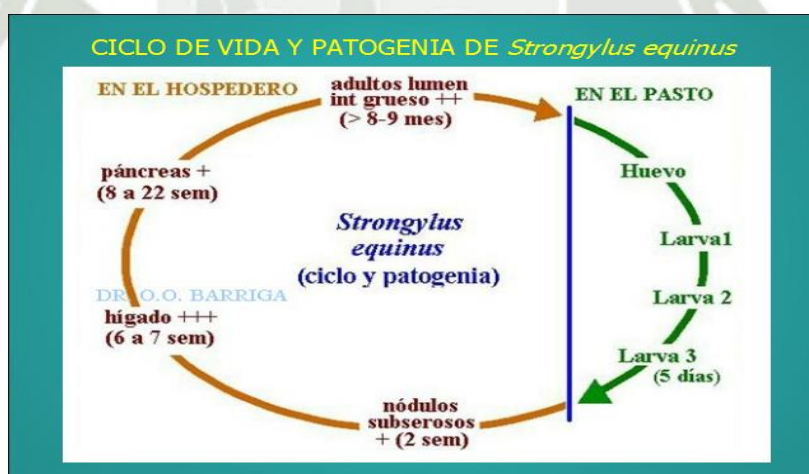 CICLO DE VIDA Y PATOGENIA DE Strongylus equinus
EN EL HOSPEDERO
adultos lumen
int grueso ++
(> 8-9 mes)
EN EL PASTO
páncreas +
(8 a 22 sem)
Huevo
Strongylus
equinus
(ciclo y patogenia)
Larva1
DR. O.O. BARRIGA
Larva 2
hígado +++
(6 a 7 sem)
Larva 3
(5 días)
nódulos
subserosos
+ (2 sem)